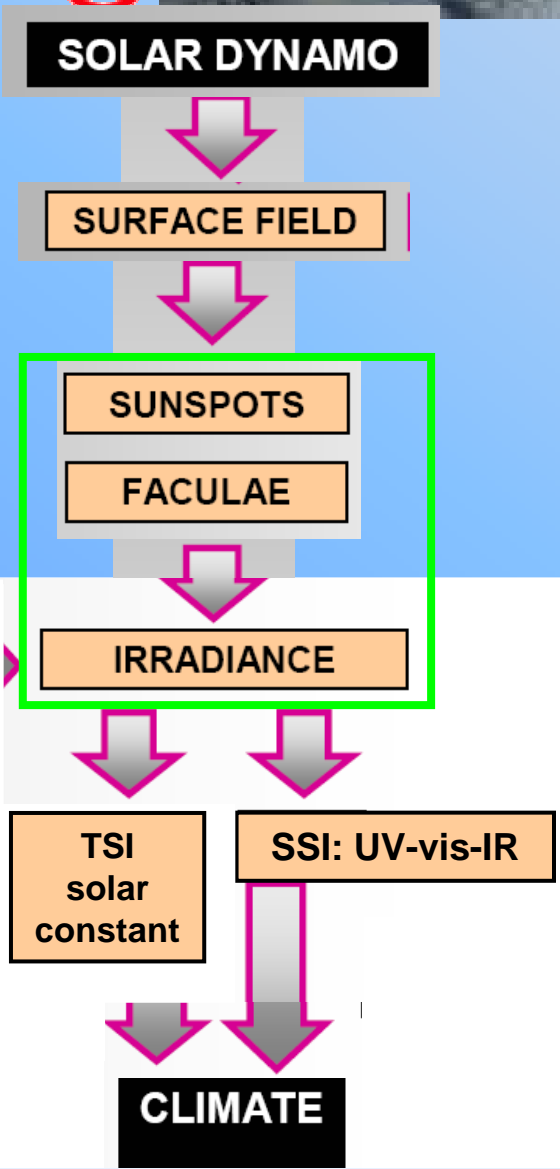 SOLAR DYNAMO
SURFACE FIELD
SUNSPOTS
FACULAE
IRRADIANCE
TSI
solar
constant
SSI: UV-vis-IR
CLIMATE